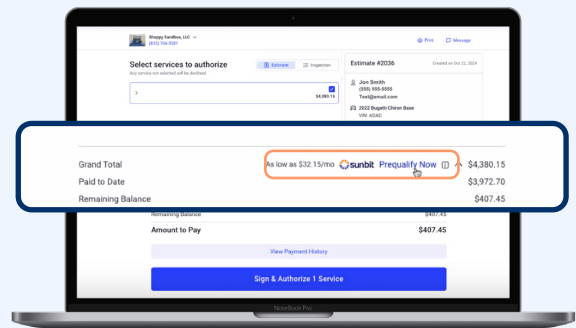 Shoppy Sandbox, LLC
Print
Message
Select services to authorize
Any service not selected will be declined.
Estimate
Inspection
$4,380.15
Estimate #2036
Created on Oct 22, 2024
Jon Smith
(555) 555-5555
Test@email.com
2022 Bugatti Chiron Base
VIN: ADAD
Grand Total
As low as $32.15/mo
sunbit
Prequalify Now
$4,380.15
Paid to Date
$3,972.70
Remaining Balance
$407.45
Remaining Balance
$407.45
Amount to Pay
$407.45
View Payment History
Sign & Authorize 1 Service
NoteBook Pro